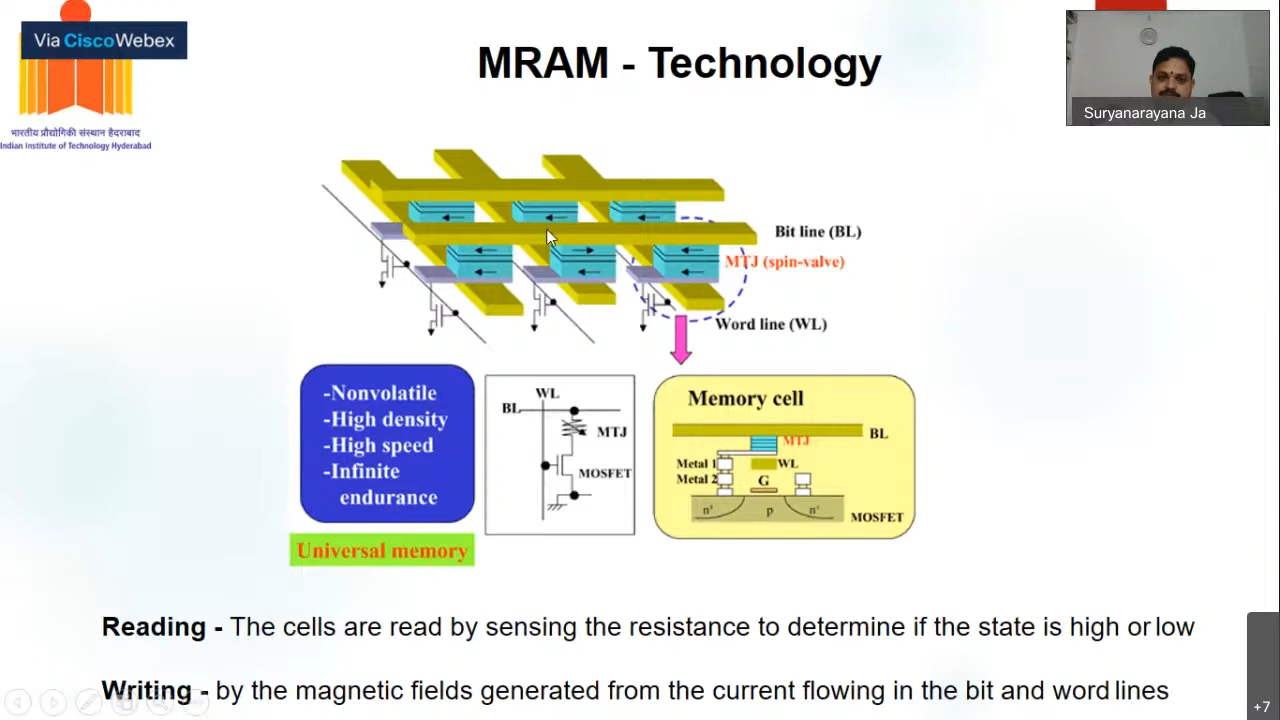 Via CiscoWebex
भारतीय प्रौद्योगिकी संस्थान हैदराबाद
Indian Institute of Technology Hyderabad
MRAM - Technology
Suryanarayana Ja
Bit line (BL)
MTJ (spin-valve)
Word line (WL)
-Nonvolatile
-High density
-High speed
-Infinite
endurance
Universal memory
WL
BL
MTJ
MOSFET
Memory cell
BL
MTJ
Metal 1
WL
Metal 2
G
n⁺
p
n⁺
MOSFET
Reading - The cells are read by sensing the resistance to determine if the state is high or low
Writing - by the magnetic fields generated from the current flowing in the bit and word lines
+7